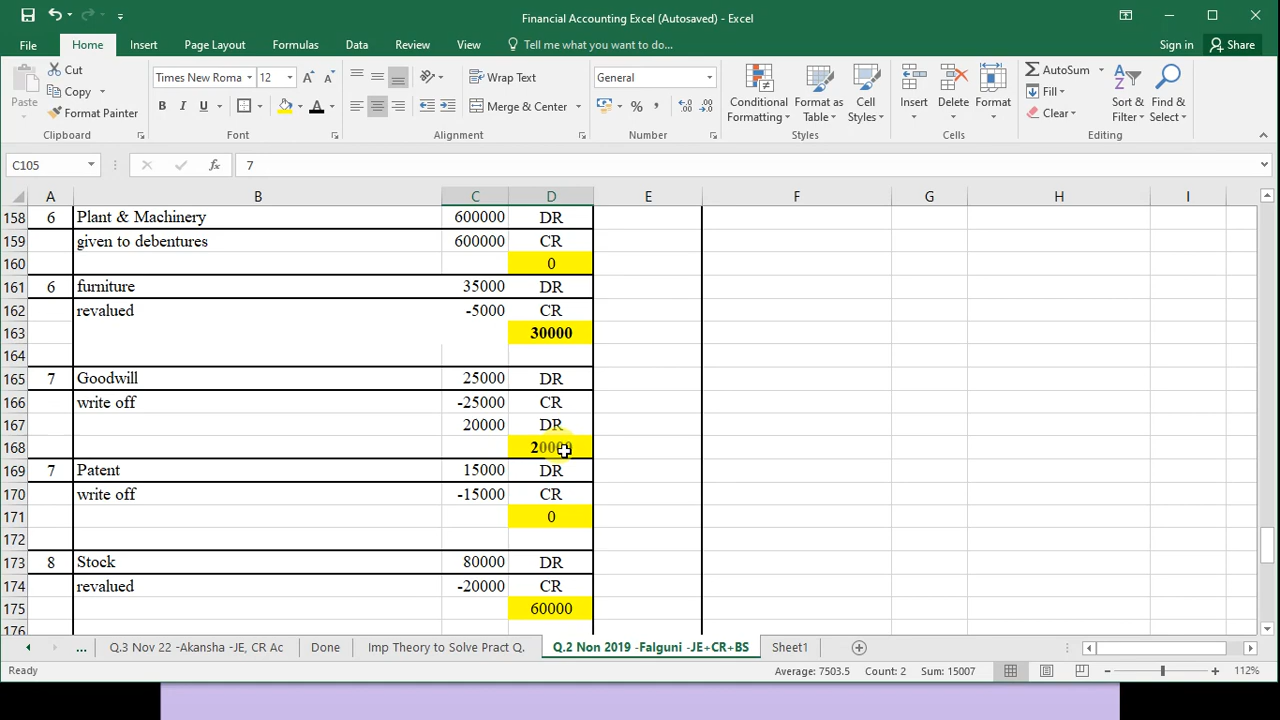 Financial Accounting Excel (Autosaved) - Excel
File Home Insert Page Layout Formulas Data Review View Tell me what you want to do... Sign in Share
Paste Cut Copy Format Painter Clipboard
Times New Roma 12 A A B I U A Font
Wrap Text Merge & Center Alignment
General % , Number
Conditional Formatting Format as Table Cell Styles Styles
Insert Delete Format Cells
AutoSum Fill Clear Sort & Filter Find & Select Editing
C105 fx 7
A B C D E F G H I
158 6 Plant & Machinery 600000 DR
159 given to debentures 600000 CR
160 0
161 6 furniture 35000 DR
162 revalued -5000 CR
163 30000
164
165 7 Goodwill 25000 DR
166 write off -25000 CR
167 20000 DR
168 20000
169 7 Patent 15000 DR
170 write off -15000 CR
171 0
172
173 8 Stock 80000 DR
174 revalued -20000 CR
175 60000
176
... Q.3 Nov 22 -Akansha -JE, CR Ac Done Imp Theory to Solve Pract Q. Q.2 Non 2019 -Falguni -JE+CR+BS Sheet1
Ready Average: 7503.5 Count: 2 Sum: 15007 112%